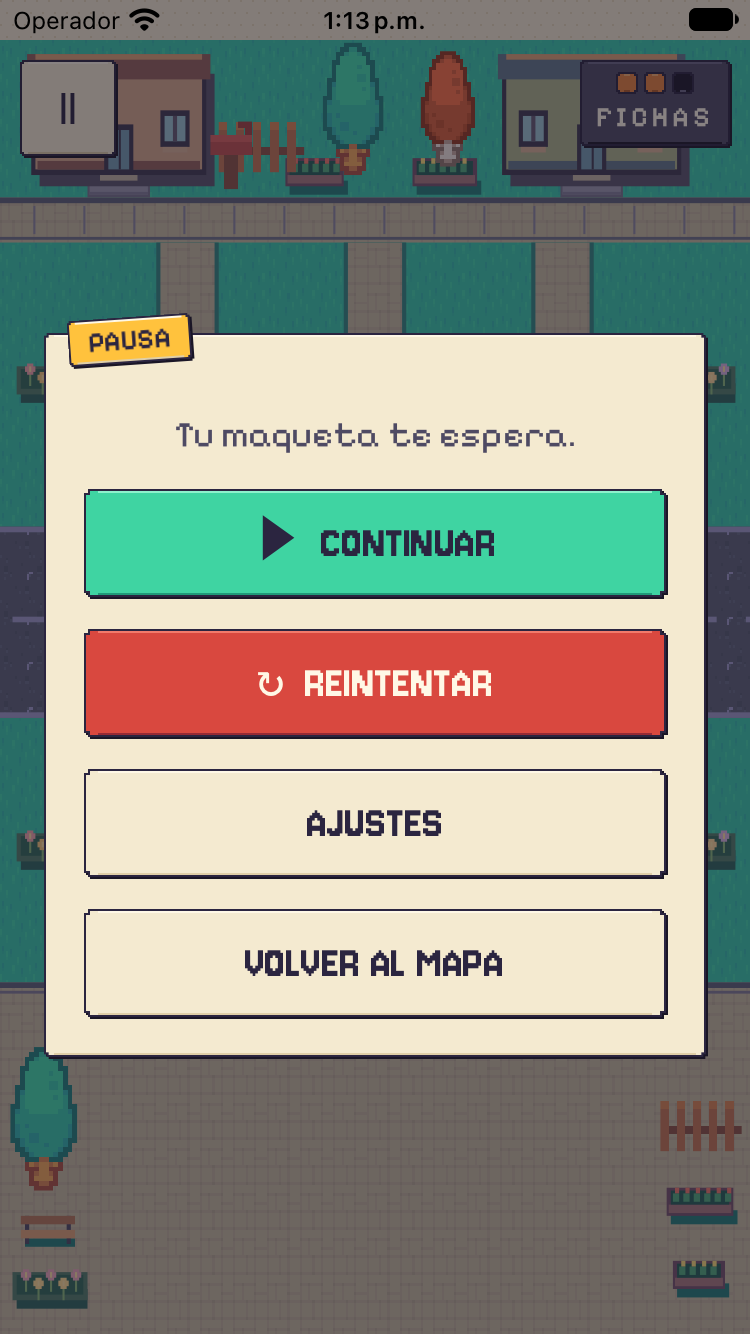 Operador
1:13 p.m.
FICHAS
PAUSA
Tu maqueta te espera.
CONTINUAR
REINTENTAR
AJUSTES
VOLVER AL MAPA